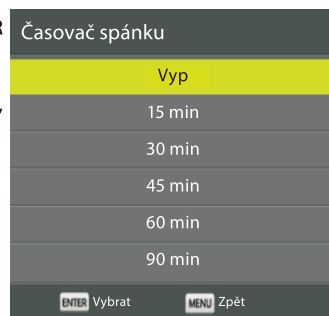 R
Časovač spánku
Vyp
15 min
30 min
45 min
60 min
90 min
ENTER Vybrat MENU Zpět